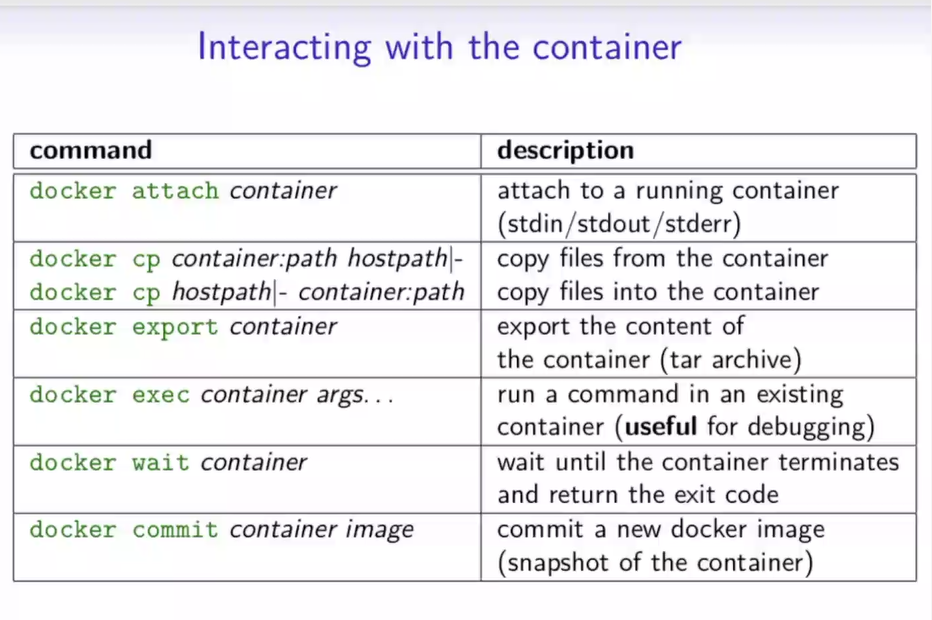 Interacting with the container
command description
docker attach container attach to a running container
(stdin/stdout/stderr)
docker cp container:path hostpath|- copy files from the container
docker cp hostpath|- container:path copy files into the container
docker export container export the content of
the container (tar archive)
docker exec container args... run a command in an existing
container (useful for debugging)
docker wait container wait until the container terminates
and return the exit code
docker commit container image commit a new docker image
(snapshot of the container)